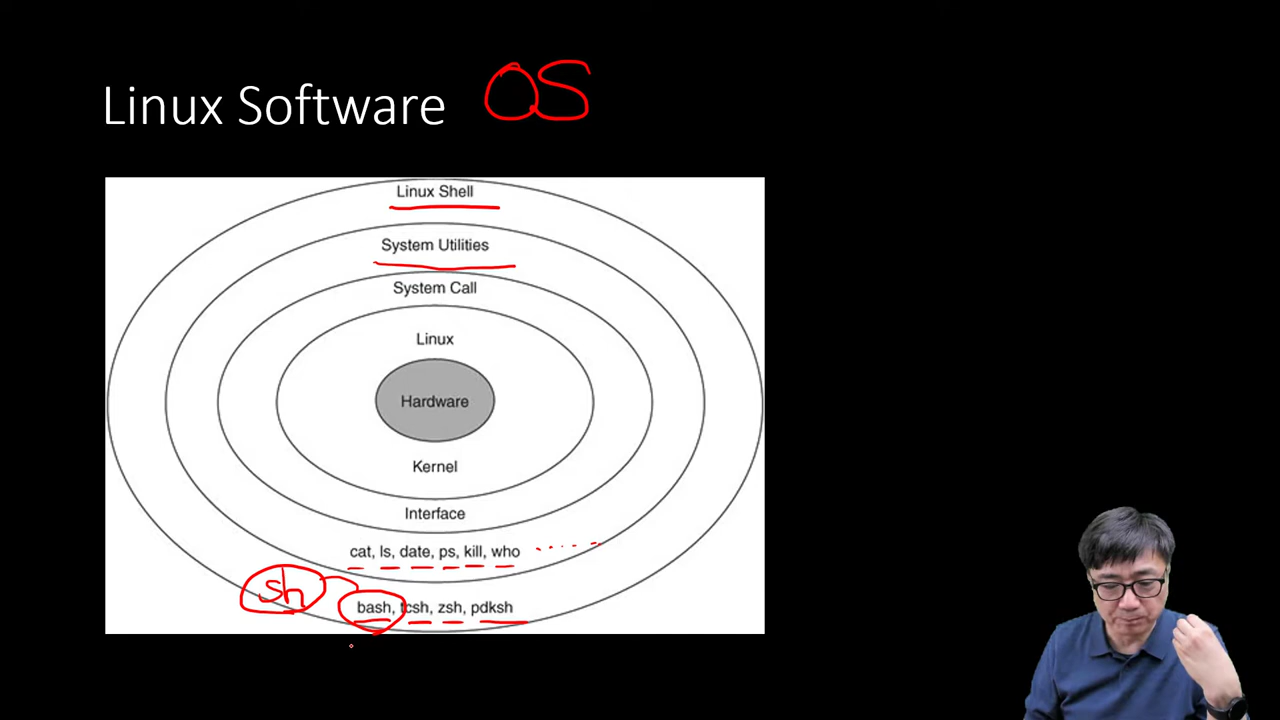 Linux Software OS
Linux Shell
System Utilities
System Call
Linux
Hardware
Kernel
Interface
cat, ls, date, ps, kill, who ......
sh
bash, tcsh, zsh, pdksh